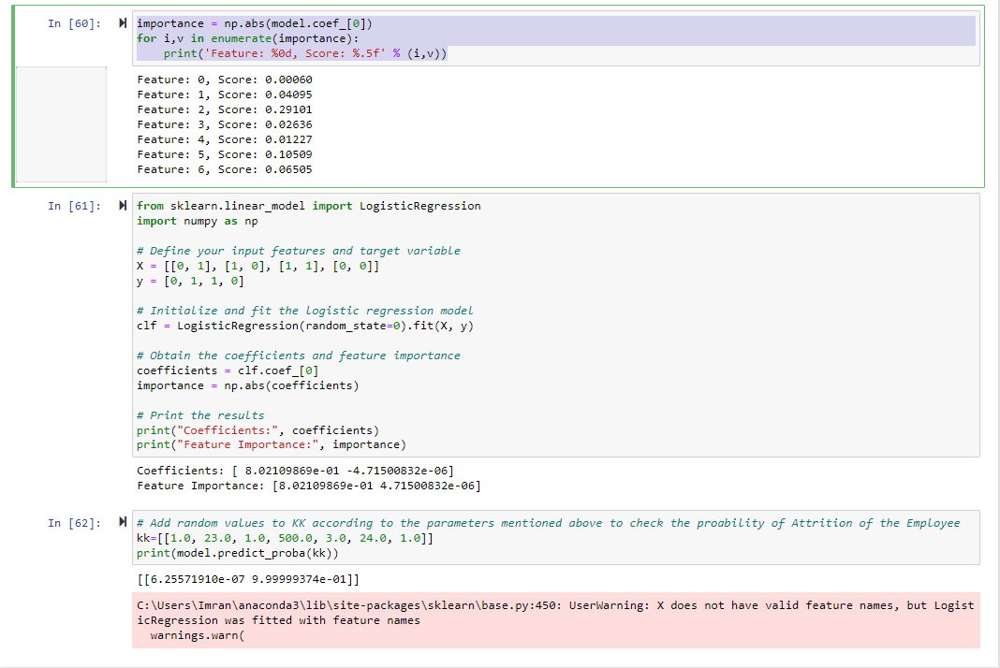 In [60]:
importance = np.abs(model.coef_[0])
for i,v in enumerate(importance):
    print('Feature: %0d, Score: %.5f' % (i,v))
Feature: 0, Score: 0.00060
Feature: 1, Score: 0.04095
Feature: 2, Score: 0.29101
Feature: 3, Score: 0.02636
Feature: 4, Score: 0.01227
Feature: 5, Score: 0.10509
Feature: 6, Score: 0.06505
In [61]:
from sklearn.linear_model import LogisticRegression
import numpy as np
# Define your input features and target variable
X = [[0, 1], [1, 0], [1, 1], [0, 0]]
y = [0, 1, 1, 0]
# Initialize and fit the logistic regression model
clf = LogisticRegression(random_state=0).fit(X, y)
# Obtain the coefficients and feature importance
coefficients = clf.coef_[0]
importance = np.abs(coefficients)
# Print the results
print("Coefficients:", coefficients)
print("Feature Importance:", importance)
Coefficients: [ 8.02109869e-01 -4.71500832e-06]
Feature Importance: [8.02109869e-01 4.71500832e-06]
In [62]:
# Add random values to KK according to the parameters mentioned above to check the proability of Attrition of the Employee
kk=[[1.0, 23.0, 1.0, 500.0, 3.0, 24.0, 1.0]]
print(model.predict_proba(kk))
[[6.25571910e-07 9.99999374e-01]]
C:\Users\Imran\anaconda3\lib\site-packages\sklearn\base.py:450: UserWarning: X does not have valid feature names, but Logist
icRegression was fitted with feature names
  warnings.warn(